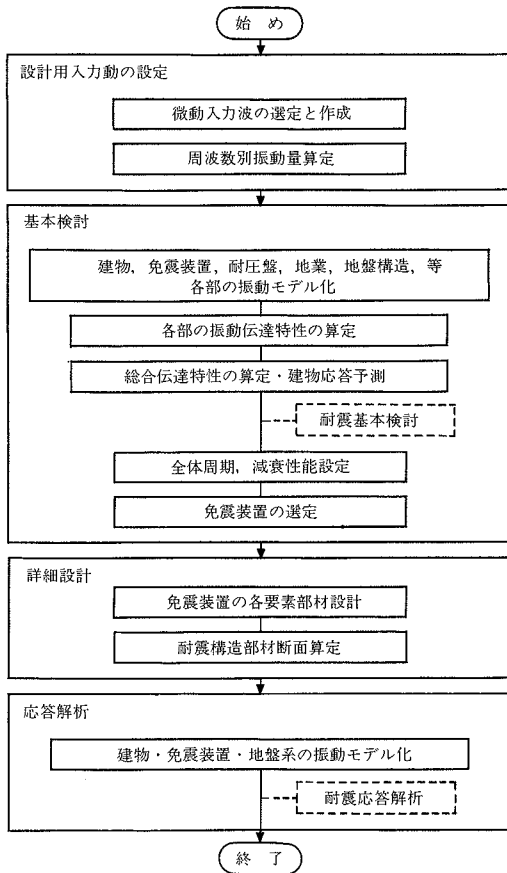 始め
設計用入力動の設定
微動入力波の選定と作成
周波数別振動量算定
基本検討
建物，免震装置，耐圧盤，地業，地盤構造，等
各部の振動モデル化
各部の振動伝達特性の算定
総合伝達特性の算定・建物応答予測
耐震基本検討
全体周期，減衰性能設定
免震装置の選定
詳細設計
免震装置の各要素部材設計
耐震構造部材断面算定
応答解析
建物・免震装置・地盤系の振動モデル化
耐震応答解析
終了